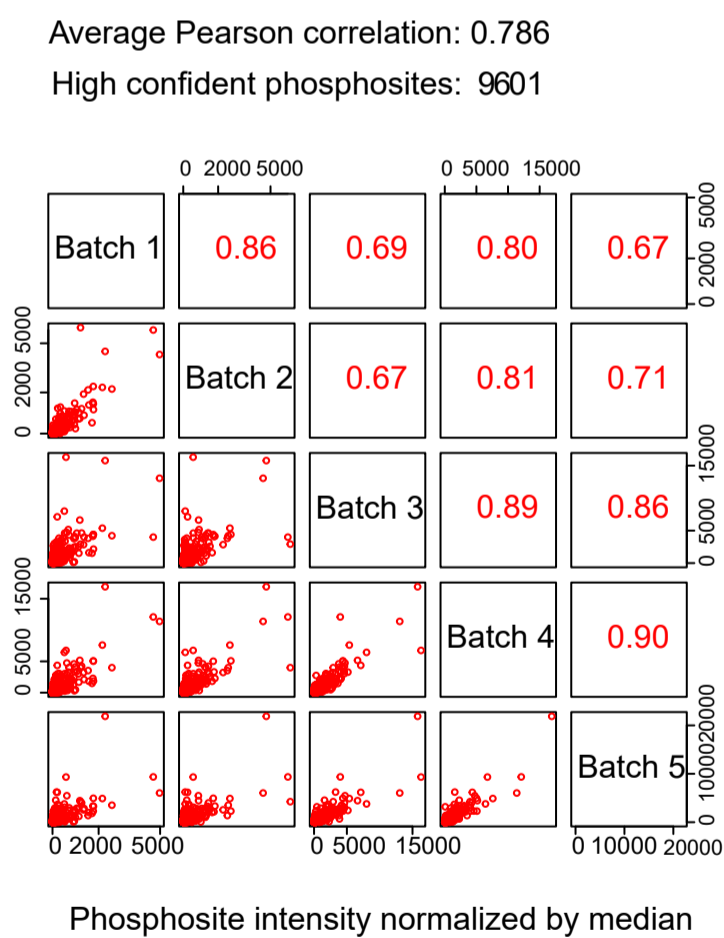 Average Pearson correlation: 0.786
High confident phosphosites: 9601
0 2000 5000
0 5000 15000
Batch 1 0.86 0.69 0.80 0.67
0 2000 5000
0 2000 5000
Batch 2 0.67 0.81 0.71
Batch 3 0.89 0.86
0 5000 15000
0 5000 15000
Batch 4 0.90
Batch 5
0 10000 20000
0 2000 5000
0 5000 15000
0 10000 20000
Phosphosite intensity normalized by median